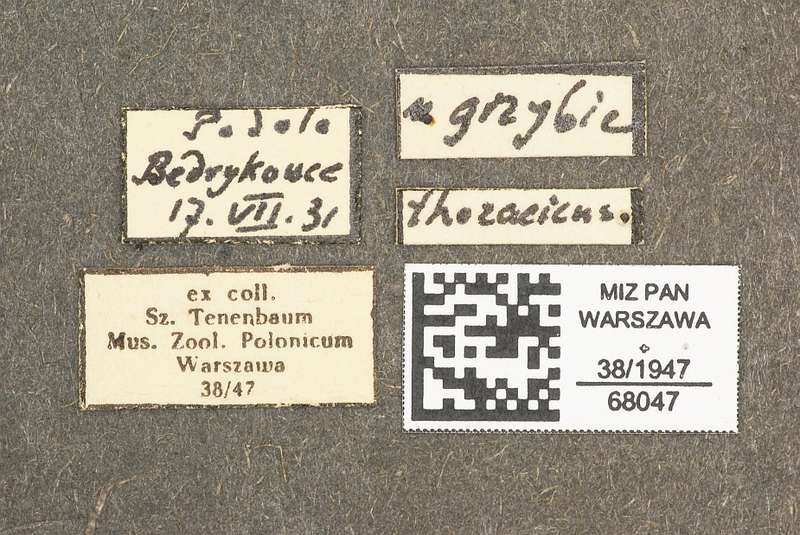 Podole
Bedrykowce
17.VII.31
w grzybie
thoracicus.
ex coll.
Sz. Tenenbaum
Mus. Zool. Polonicum
Warszawa
38/47
MIZ PAN
WARSZAWA
38/1947
68047